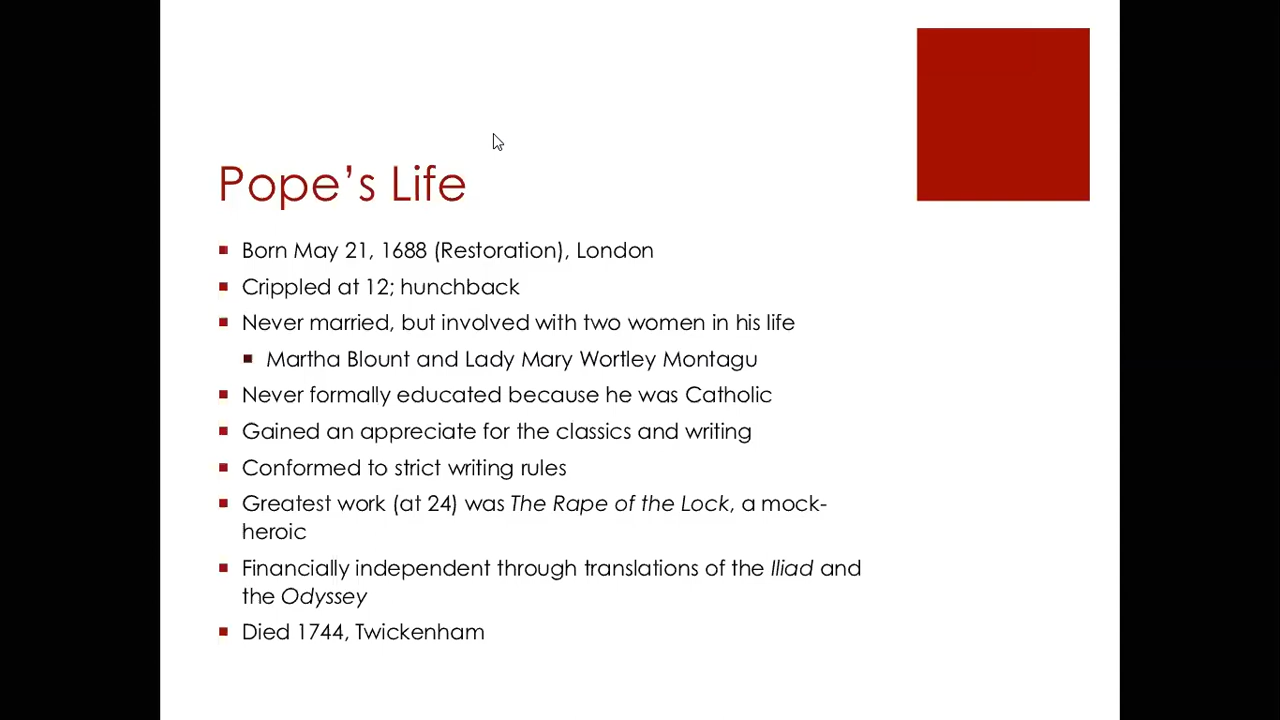 Pope’s Life
Born May 21, 1688 (Restoration), London
Crippled at 12; hunchback
Never married, but involved with two women in his life
Martha Blount and Lady Mary Wortley Montagu
Never formally educated because he was Catholic
Gained an appreciate for the classics and writing
Conformed to strict writing rules
Greatest work (at 24) was The Rape of the Lock, a mock-
heroic
Financially independent through translations of the Iliad and
the Odyssey
Died 1744, Twickenham